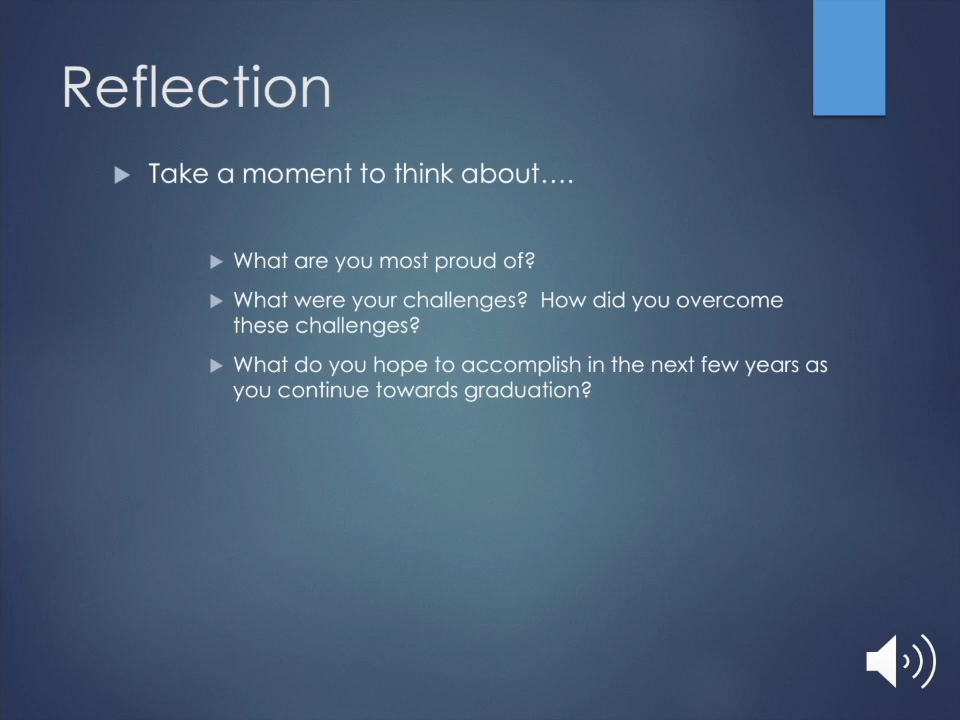 Reflection
Take a moment to think about….
What are you most proud of?
What were your challenges?  How did you overcome
these challenges?
What do you hope to accomplish in the next few years as
you continue towards graduation?